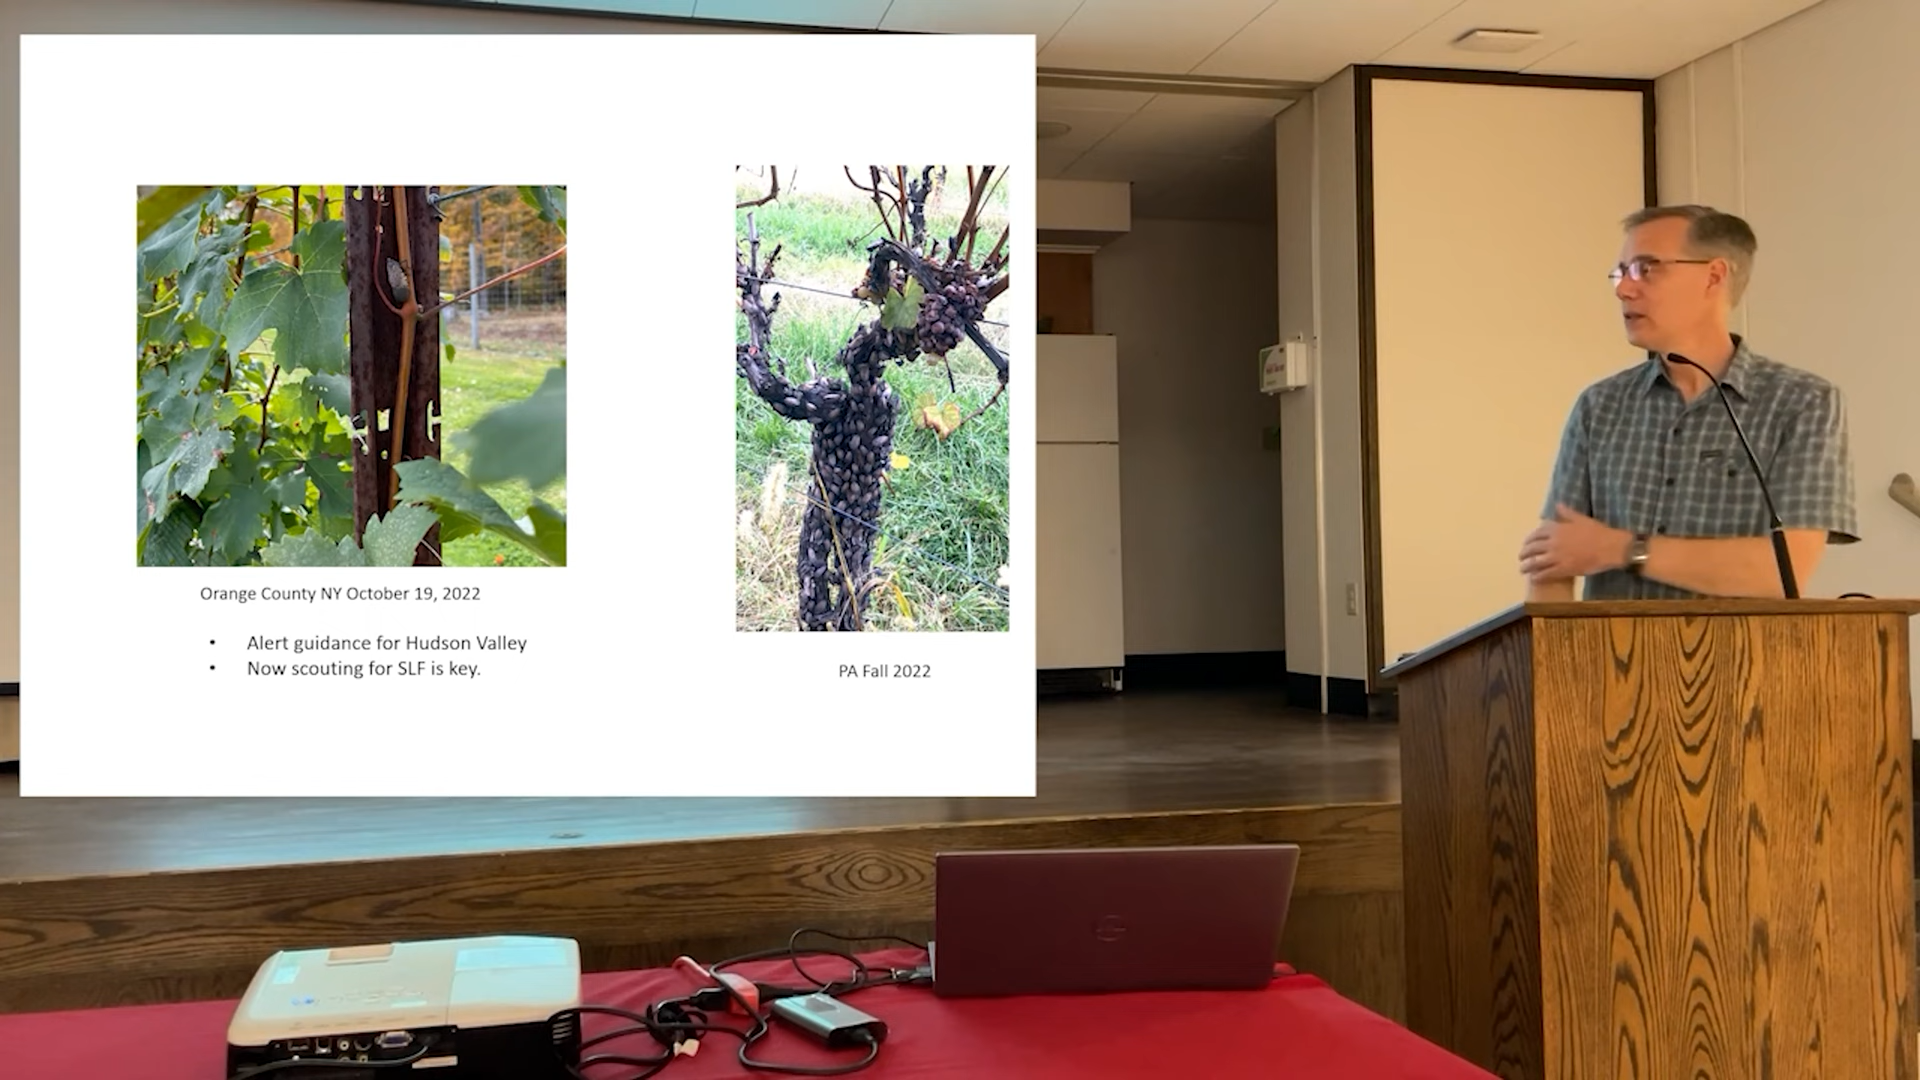 Orange County NY October 19, 2022
• Alert guidance for Hudson Valley
• Now scouting for SLF is key.
PA Fall 2022